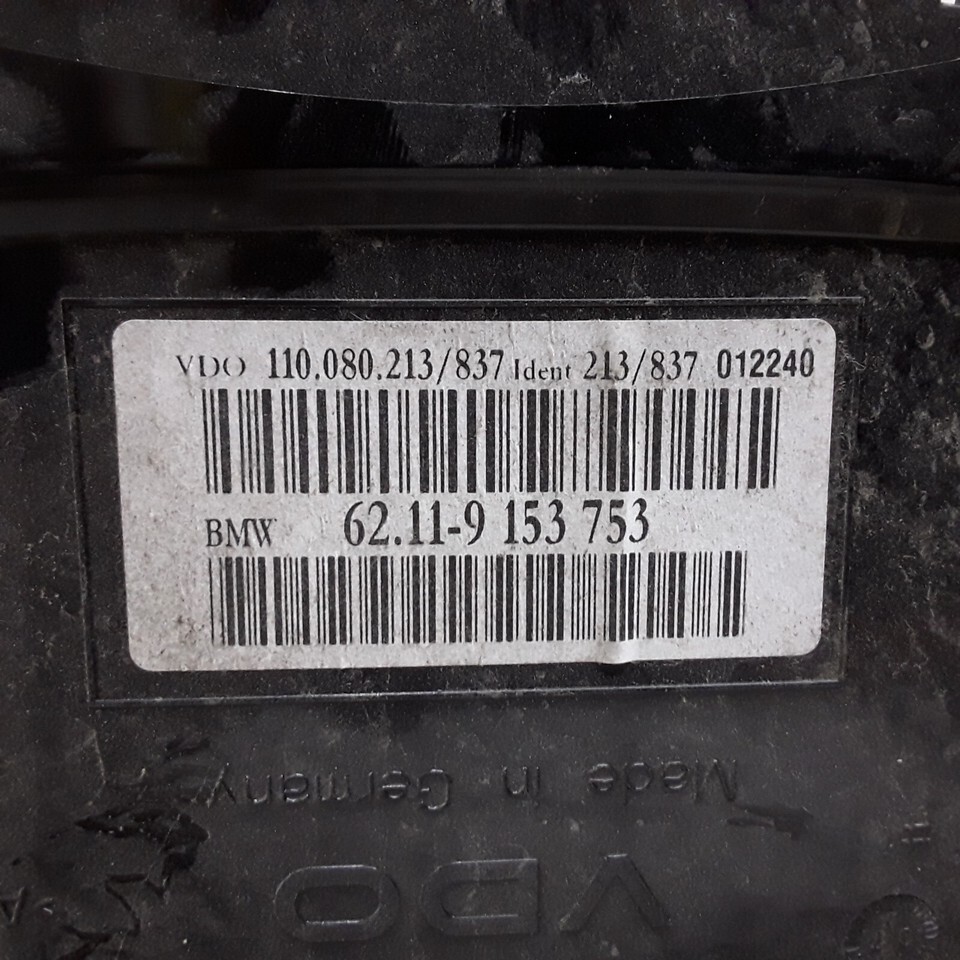 VDO 110.080.213/837 Ident 213/837 012240
BMW 62.11-9 153 753
Made in Germany
VDO